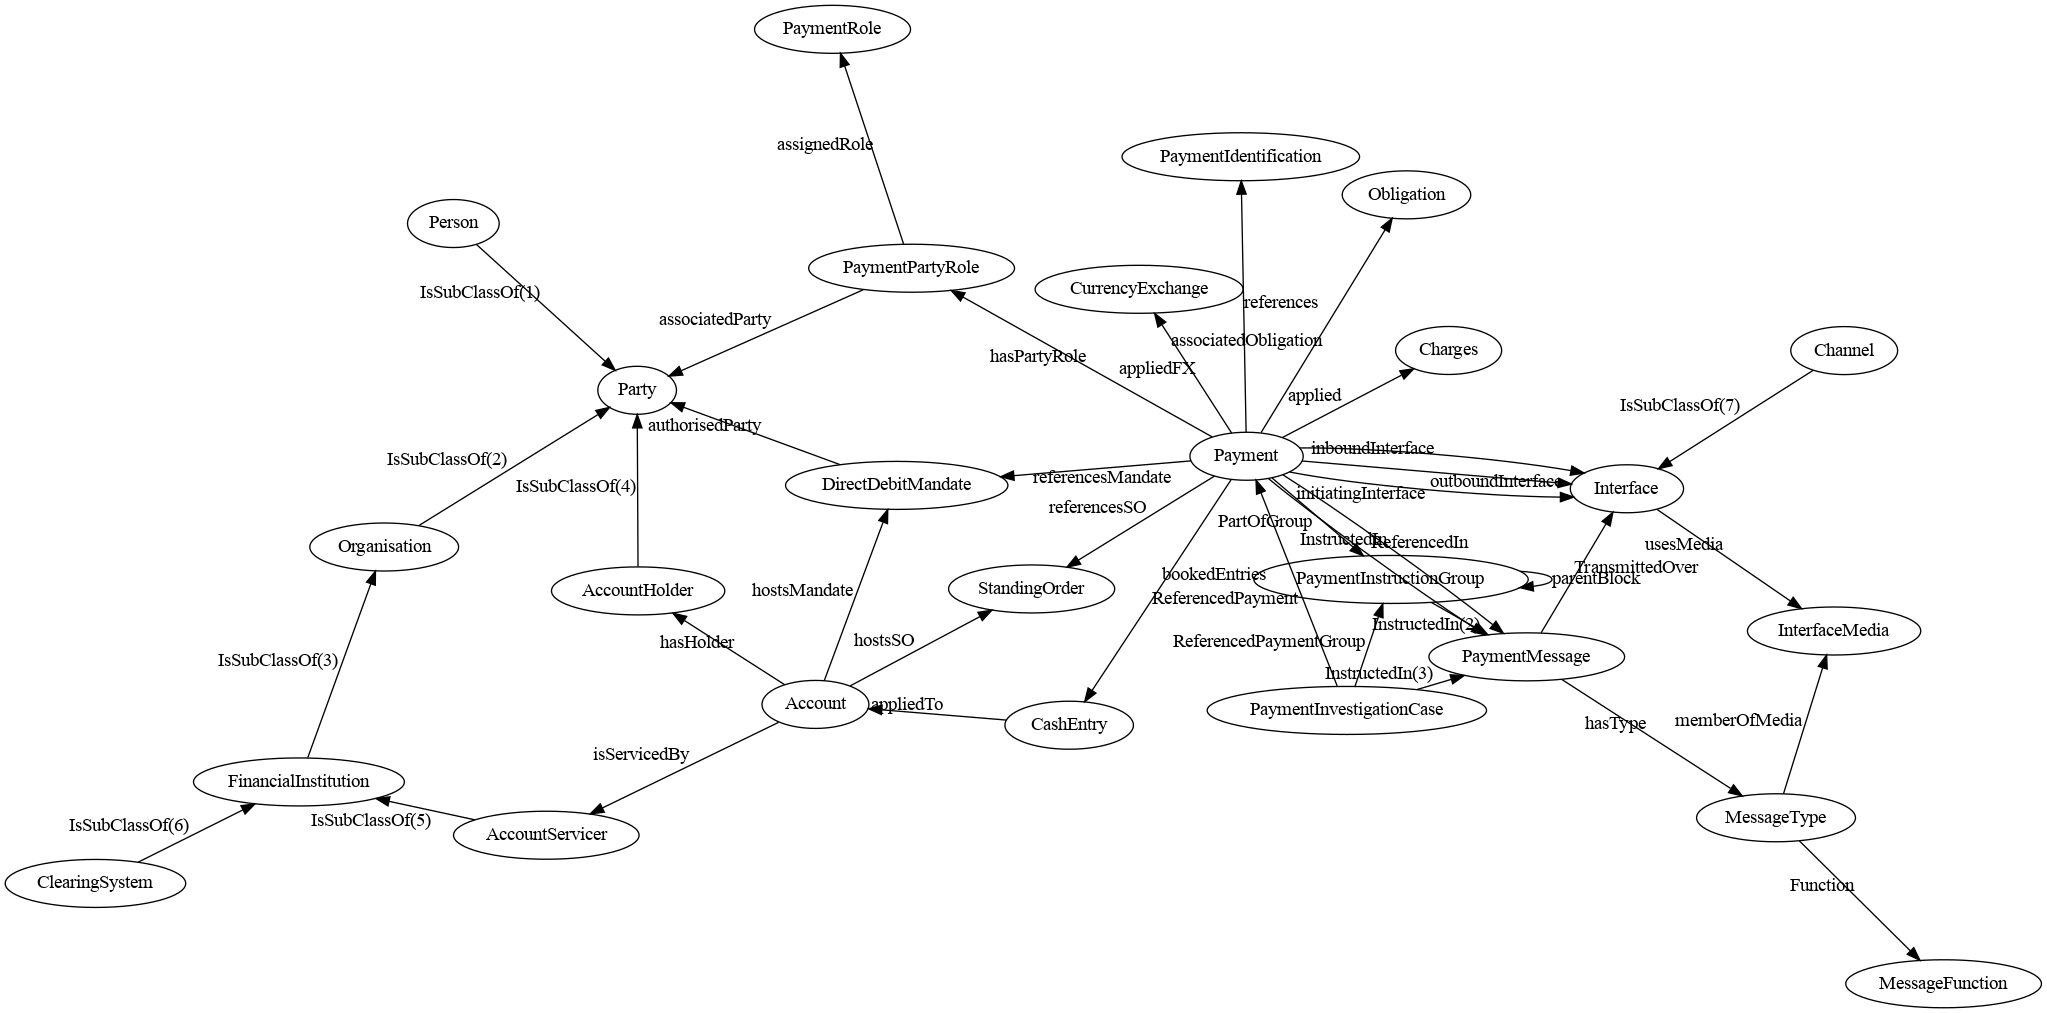 PaymentRole
assignedRole
PaymentIdentification
Obligation
Person
PaymentPartyRole
CurrencyExchange
IsSubClassOf(1)
references
associatedParty
associatedObligation
hasPartyRole
Charges
Channel
appliedFX
Party
applied
IsSubClassOf(7)
authorisedParty
inboundInterface
Payment
IsSubClassOf(2)
referencesMandate
outboundInterface
DirectDebitMandate
IsSubClassOf(4)
initiatingInterface
Interface
referencesSO
PartOfGroup
InstructedIn
ReferencedIn
usesMedia
Organisation
TransmittedOver
bookedEntries
PaymentInstructionGroup
parentBlock
AccountHolder
hostsMandate
StandingOrder
ReferencedPayment
InstructedIn(2)
InterfaceMedia
hasHolder
hostsSO
ReferencedPaymentGroup
PaymentMessage
IsSubClassOf(3)
InstructedIn(3)
Account
appliedTo
PaymentInvestigationCase
CashEntry
hasType
memberOfMedia
isServicedBy
FinancialInstitution
IsSubClassOf(6)
IsSubClassOf(5)
AccountServicer
MessageType
ClearingSystem
Function
MessageFunction